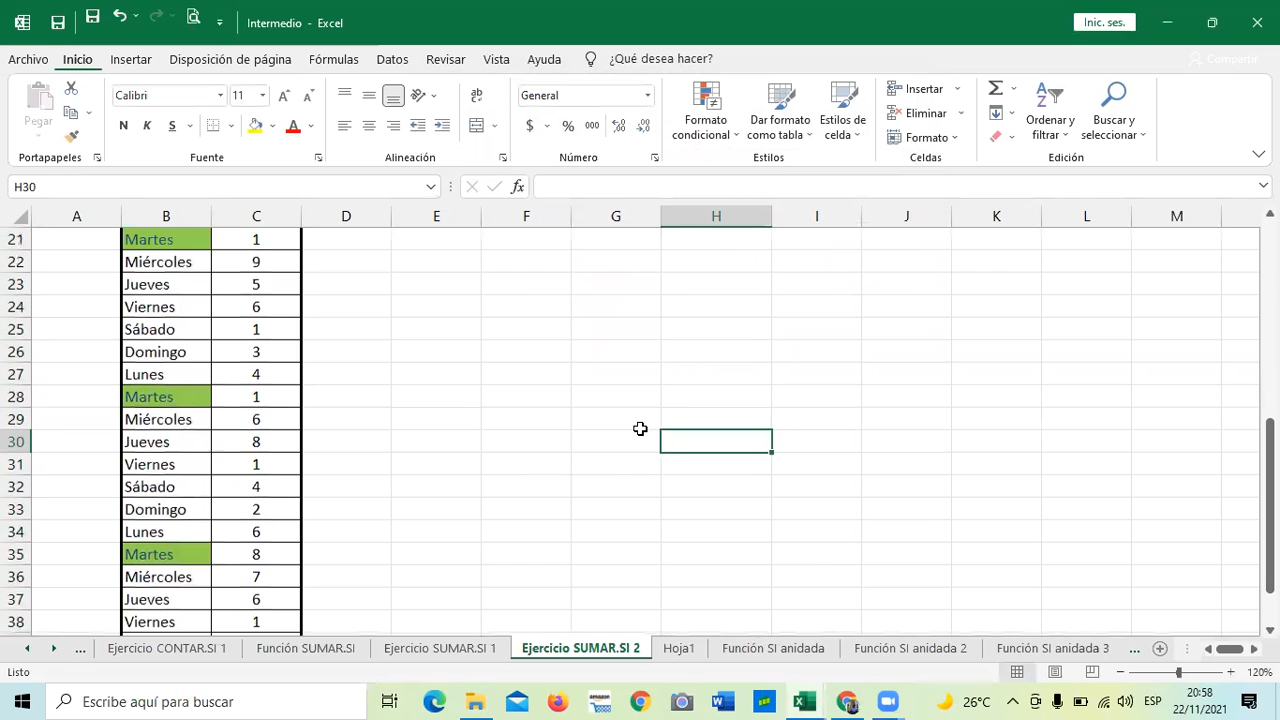 Intermedio - Excel
Inic. ses.
Archivo Inicio Insertar Disposición de página Fórmulas Datos Revisar Vista Ayuda ¿Qué desea hacer? Compartir
Pegar
Calibri 11
N K S
ab
General
$ % 000
Formato condicional
Dar formato como tabla
Estilos de celda
Insertar
Eliminar
Formato
Ordenar y filtrar
Buscar y seleccionar
Portapapeles Fuente Alineación Número Estilos Celdas Edición
H30 fx
A B C D E F G H I J K L M
21 Martes 1
22 Miércoles 9
23 Jueves 5
24 Viernes 6
25 Sábado 1
26 Domingo 3
27 Lunes 4
28 Martes 1
29 Miércoles 6
30 Jueves 8
31 Viernes 1
32 Sábado 4
33 Domingo 2
34 Lunes 6
35 Martes 8
36 Miércoles 7
37 Jueves 6
38 Viernes 1
... Ejercicio CONTAR.SI 1 Función SUMAR.SI Ejercicio SUMAR.SI 1 Ejercicio SUMAR.SI 2 Hoja1 Función SI anidada Función SI anidada 2 Función SI anidada 3 ...
Listo 120%
Escribe aquí para buscar
amazon
26°C
ESP
20:58
22/11/2021